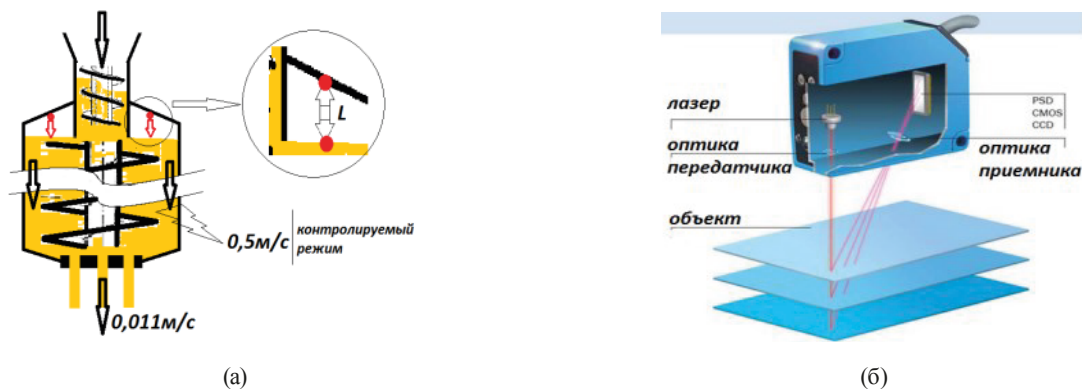 L
0,5м/с
контролируемый
режим
0,011м/с
(а)
лазер
оптика
передатчика
объект
PSD
CMOS
CCD
оптика
приемника
(б)